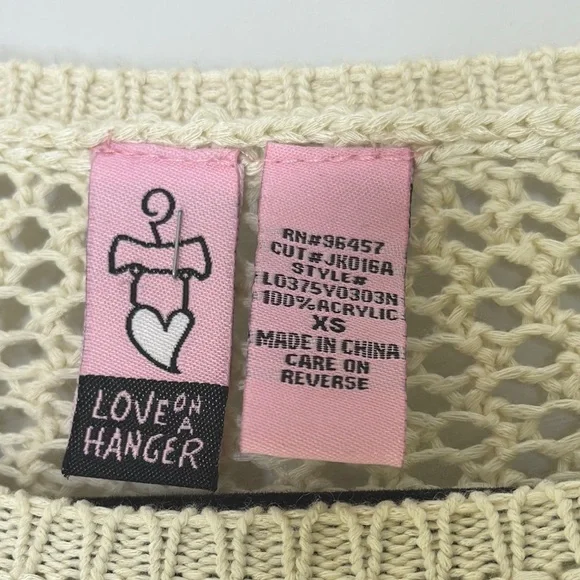 LOVE ON A
HANGER
RN#96457
CUT#JK016A
STYLE#
L0375Y0303N
100% ACRYLIC
XS
MADE IN CHINA
CARE ON
REVERSE